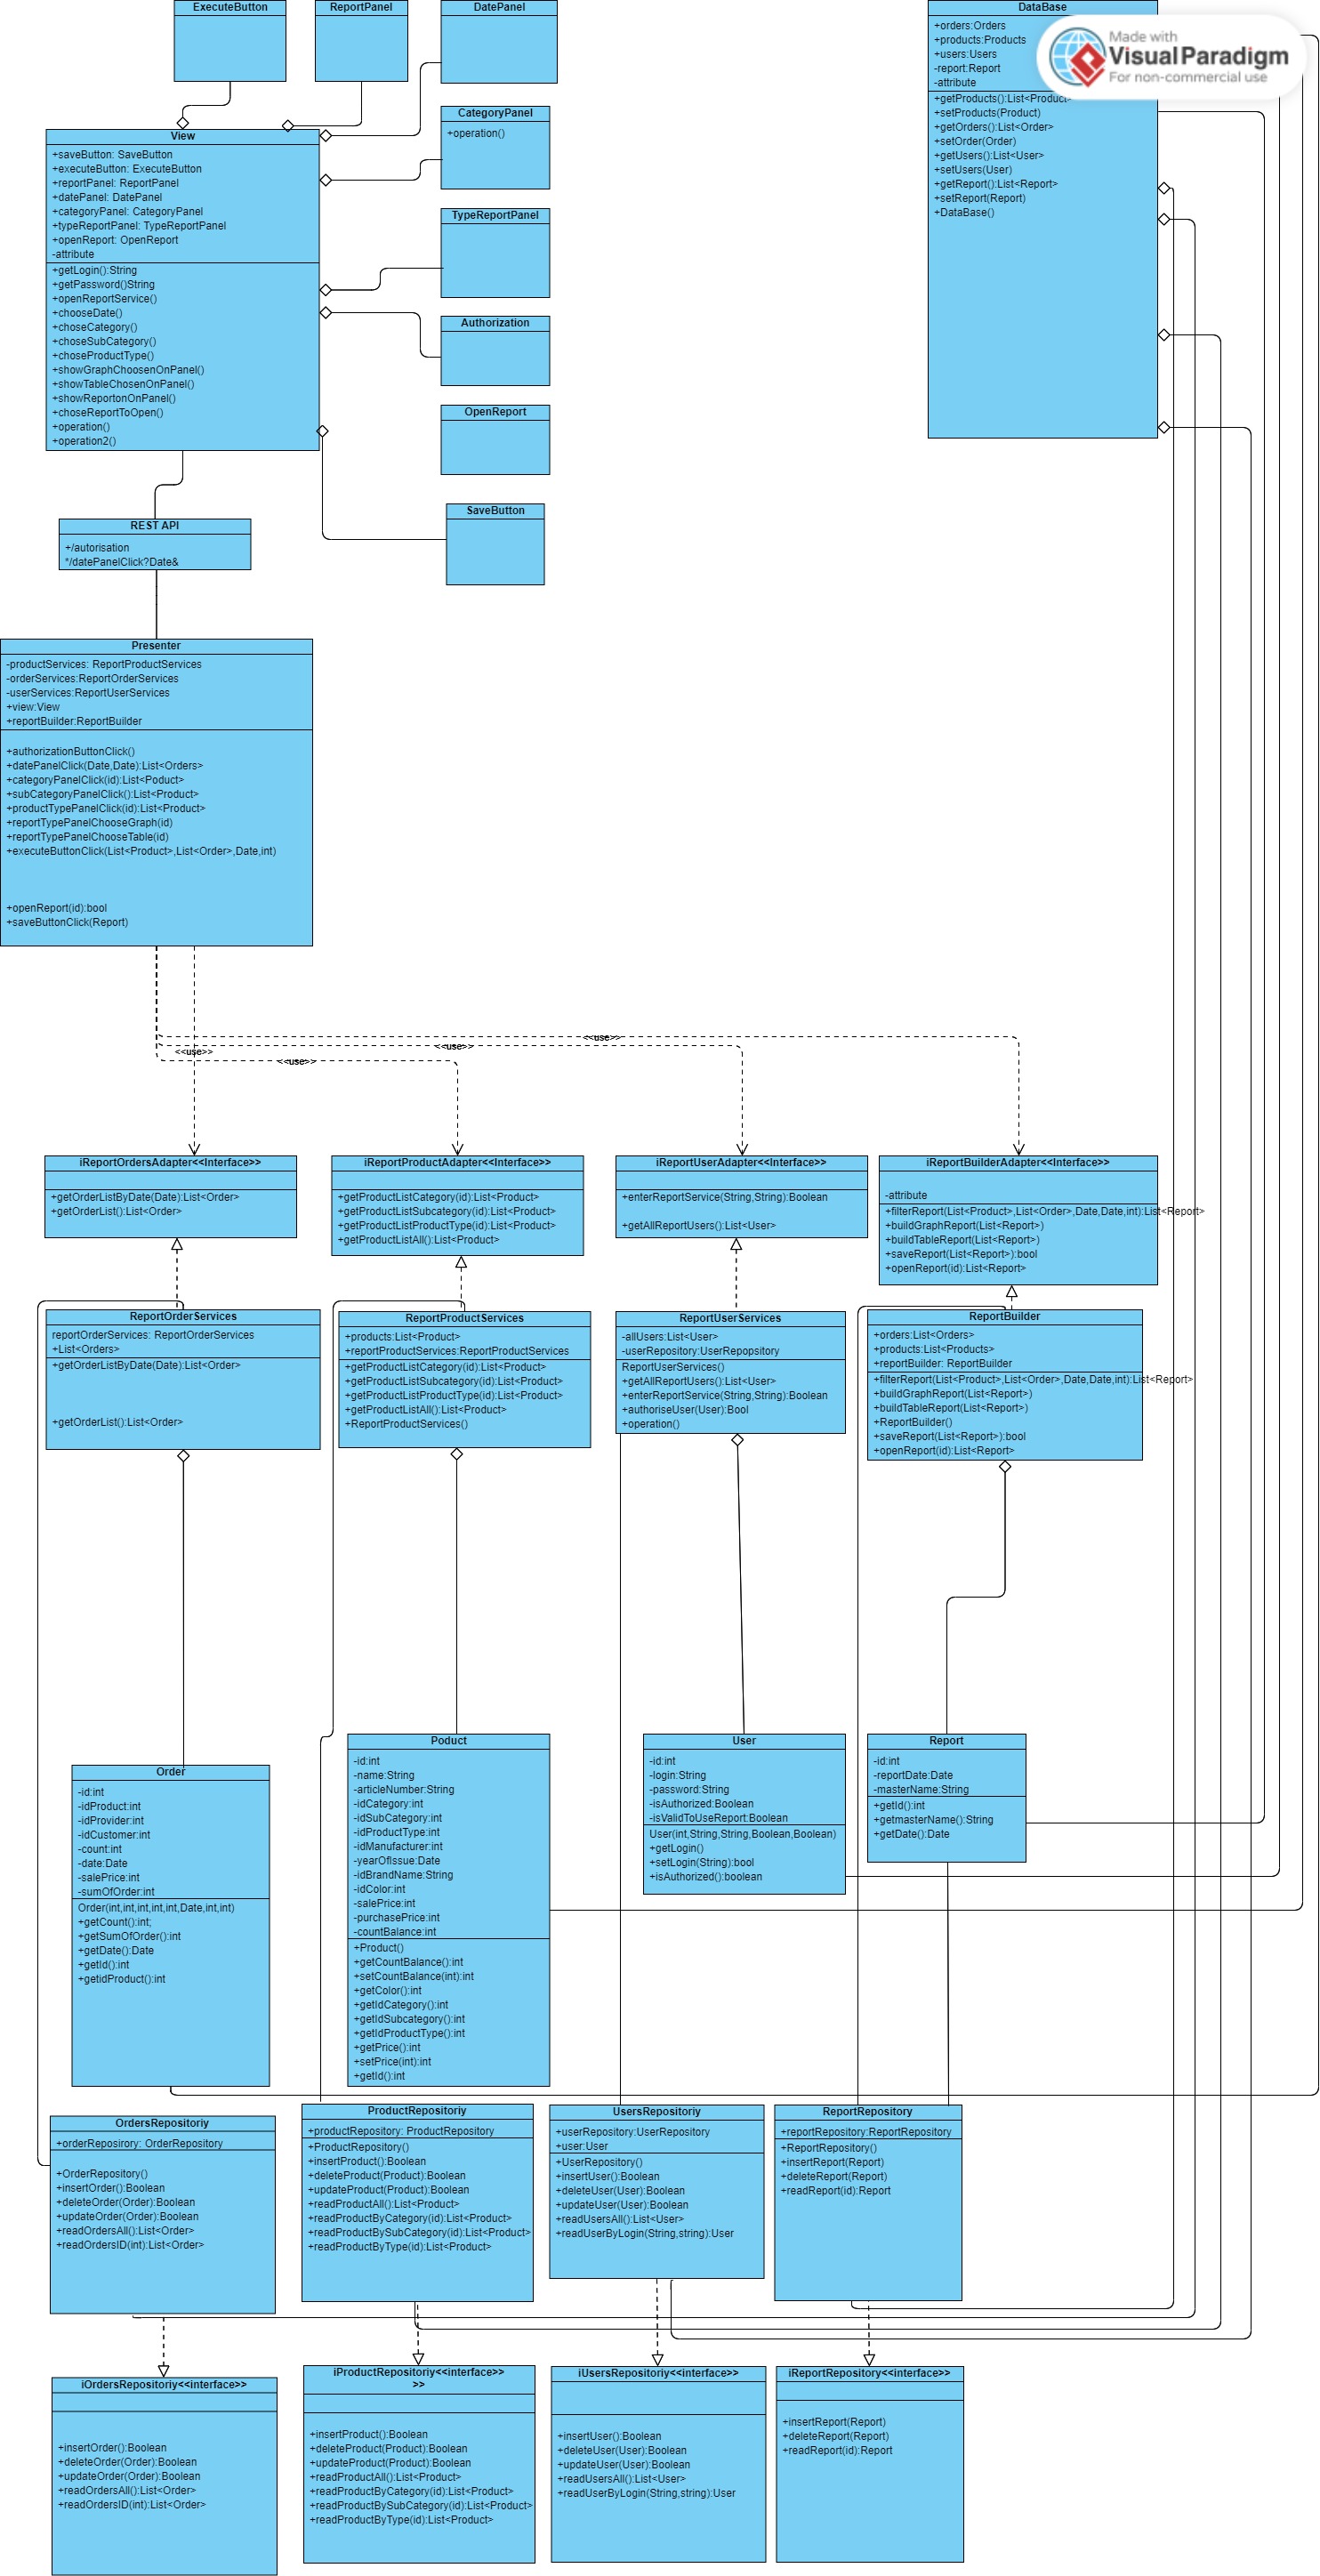 ExecuteButton
ReportPanel
DatePanel
CategoryPanel
+operation()
TypeReportPanel
Authorization
OpenReport
SaveButton
View
+saveButton: SaveButton
+executeButton: ExecuteButton
+reportPanel: ReportPanel
+datePanel: DatePanel
+categoryPanel: CategoryPanel
+typeReportPanel: TypeReportPanel
+openReport: OpenReport
-attribute
+getLogin():String
+getPassword()String
+openReportService()
+chooseDate()
+choseCategory()
+choseSubCategory()
+choseProductType()
+showGraphChoosenOnPanel()
+showTableChosenOnPanel()
+showReportonOnPanel()
+choseReportToOpen()
+operation()
+operation2()
DataBase
+orders:Orders
+products:Products
+users:Users
-report:Report
-attribute
+getProducts():List<Product>
+setProducts(Product)
+getOrders():List<Order>
+setOrder(Order)
+getUsers():List<User>
+setUsers(User)
+getReport():List<Report>
+setReport(Report)
+DataBase()
Made with
VisualParadigm
For non-commercial use
REST API
+/autorisation
*/datePanelClick?Date&
Presenter
-productServices: ReportProductServices
-orderServices:ReportOrderServices
-userServices:ReportUserServices
+view:View
+reportBuilder:ReportBuilder
+authorizationButtonClick()
+datePanelClick(Date,Date):List<Orders>
+categoryPanelClick(id):List<Poduct>
+subCategoryPanelClick():List<Product>
+productTypePanelClick(id):List<Product>
+reportTypePanelChooseGraph(id)
+reportTypePanelChooseTable(id)
+executeButtonClick(List<Product>,List<Order>,Date,int)
+openReport(id):bool
+saveButtonClick(Report)
<<use>>
<<use>>
<<use>>
<<use>>
iReportOrdersAdapter<<Interface>>
+getOrderListByDate(Date):List<Order>
+getOrderList():List<Order>
iReportProductAdapter<<Interface>>
+getProductListCategory(id):List<Product>
+getProductListSubcategory(id):List<Product>
+getProductListProductType(id):List<Product>
+getProductListAll():List<Product>
iReportUserAdapter<<Interface>>
+enterReportService(String,String):Boolean
+getAllReportUsers():List<User>
iReportBuilderAdapter<<Interface>>
-attribute
+filterReport(List<Product>,List<Order>,Date,Date,int):List<Report>
+buildGraphReport(List<Report>)
+buildTableReport(List<Report>)
+saveReport(List<Report>):bool
+openReport(id):List<Report>
ReportOrderServices
reportOrderServices: ReportOrderServices
+List<Orders>
+getOrderListByDate(Date):List<Order>
+getOrderList():List<Order>
ReportProductServices
+products:List<Product>
+reportProductServices:ReportProductServices
+getProductListCategory(id):List<Product>
+getProductListSubcategory(id):List<Product>
+getProductListProductType(id):List<Product>
+getProductListAll():List<Product>
+ReportProductServices()
ReportUserServices
-allUsers:List<User>
-userRepository:UserRepopsitory
ReportUserServices()
+getAllReportUsers():List<User>
+enterReportService(String,String):Boolean
+authoriseUser(User):Bool
+operation()
ReportBuilder
+orders:List<Orders>
+products:List<Products>
+reportBuilder: ReportBuilder
+filterReport(List<Product>,List<Order>,Date,Date,int):List<Report>
+buildGraphReport(List<Report>)
+buildTableReport(List<Report>)
+ReportBuilder()
+saveReport(List<Report>):bool
+openReport(id):List<Report>
Order
-id:int
-idProduct:int
-idProvider:int
-idCustomer:int
-count:int
-date:Date
-salePrice:int
-sumOfOrder:int
Order(int,int,int,int,int,Date,int,int)
+getCount():int;
+getSumOfOrder():int
+getDate():Date
+getId():int
+getidProduct():int
Poduct
-id:int
-name:String
-articleNumber:String
-idCategory:int
-idSubCategory:int
-idProductType:int
-idManufacturer:int
-yearOfIssue:Date
-idBrandName:String
-idColor:int
-salePrice:int
-purchasePrice:int
-countBalance:int
+Product()
+getCountBalance():int
+setCountBalance(int):int
+getColor():int
+getIdCategory():int
+getIdSubcategory():int
+getIdProductType():int
+getPrice():int
+setPrice(int):int
+getId():int
User
-id:int
-login:String
-password:String
-isAuthorized:Boolean
-isValidToUseReport:Boolean
User(int,String,String,Boolean,Boolean)
+getLogin()
+setLogin(String):bool
+isAuthorized():boolean
Report
-id:int
-reportDate:Date
-masterName:String
+getId():int
+getmasterName():String
+getDate():Date
OrdersRepositoriy
+orderReposirory: OrderRepository
+OrderRepository()
+insertOrder():Boolean
+deleteOrder(Order):Boolean
+updateOrder(Order):Boolean
+readOrdersAll():List<Order>
+readOrdersID(int):List<Order>
ProductRepositoriy
+productRepository: ProductRepository
+ProductRepository()
+insertProduct():Boolean
+deleteProduct(Product):Boolean
+updateProduct(Product):Boolean
+readProductAll():List<Product>
+readProductByCategory(id):List<Product>
+readProductBySubCategory(id):List<Product>
+readProductByType(id):List<Product>
UsersRepositoriy
+userRepository:UserRepository
+user:User
+UserRepository()
+insertUser():Boolean
+deleteUser(User):Boolean
+updateUser(User):Boolean
+readUsersAll():List<User>
+readUserByLogin(String,string):User
ReportRepository
+reportRepository:ReportRepository
+ReportRepository()
+insertReport(Report)
+deleteReport(Report)
+readReport(id):Report
iOrdersRepositoriy<<interface>>
+insertOrder():Boolean
+deleteOrder(Order):Boolean
+updateOrder(Order):Boolean
+readOrdersAll():List<Order>
+readOrdersID(int):List<Order>
iProductRepositoriy<<interface>>
>>
+insertProduct():Boolean
+deleteProduct(Product):Boolean
+updateProduct(Product):Boolean
+readProductAll():List<Product>
+readProductByCategory(id):List<Product>
+readProductBySubCategory(id):List<Product>
+readProductByType(id):List<Product>
iUsersRepositoriy<<interface>>
+insertUser():Boolean
+deleteUser(User):Boolean
+updateUser(User):Boolean
+readUsersAll():List<User>
+readUserByLogin(String,string):User
iReportRepository<<interface>>
+insertReport(Report)
+deleteReport(Report)
+readReport(id):Report